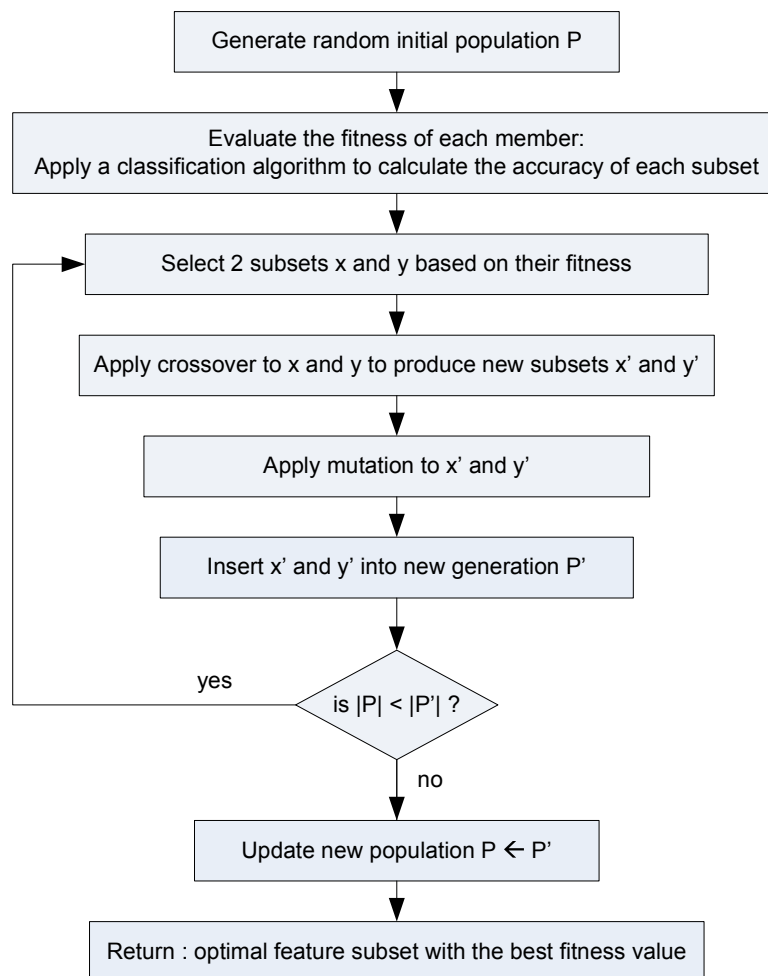 Generate random initial population P
Evaluate the fitness of each member:
Apply a classification algorithm to calculate the accuracy of each subset
Select 2 subsets x and y based on their fitness
Apply crossover to x and y to produce new subsets x’ and y’
Apply mutation to x’ and y’
Insert x’ and y’ into new generation P’
yes
is |P| < |P’| ?
no
Update new population P ← P’
Return : optimal feature subset with the best fitness value